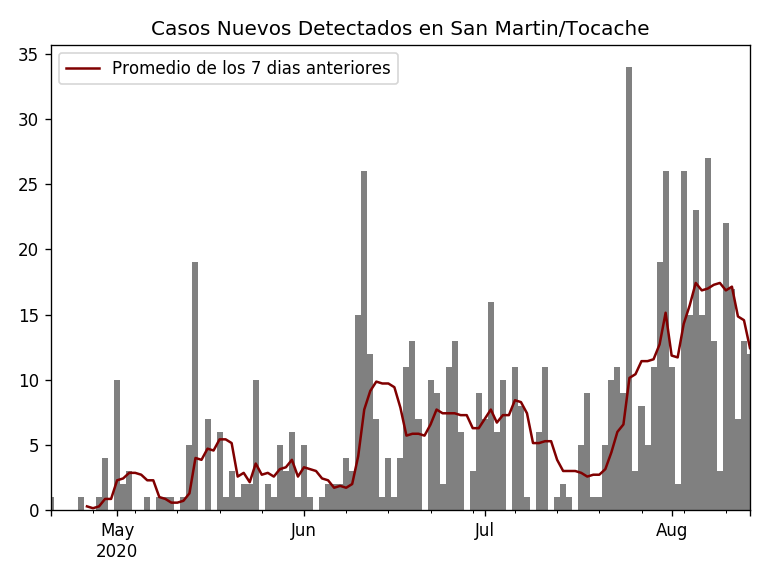 Casos Nuevos Detectados en San Martin/Tocache
Promedio de los 7 dias anteriores
35
30
25
20
15
10
5
0
May
2020
Jun
Jul
Aug